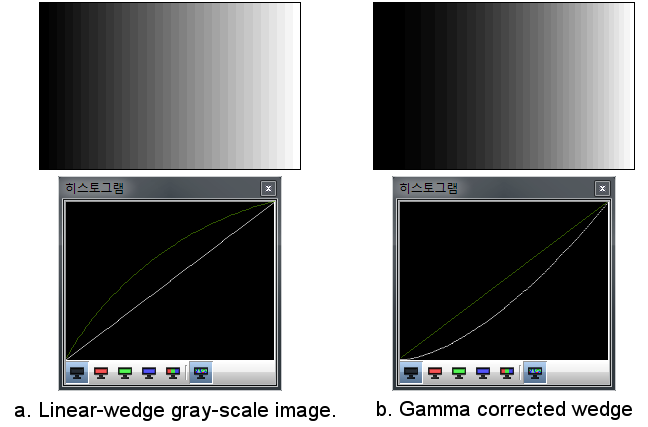 히스토그램
히스토그램
a. Linear-wedge gray-scale image.
b. Gamma corrected wedge